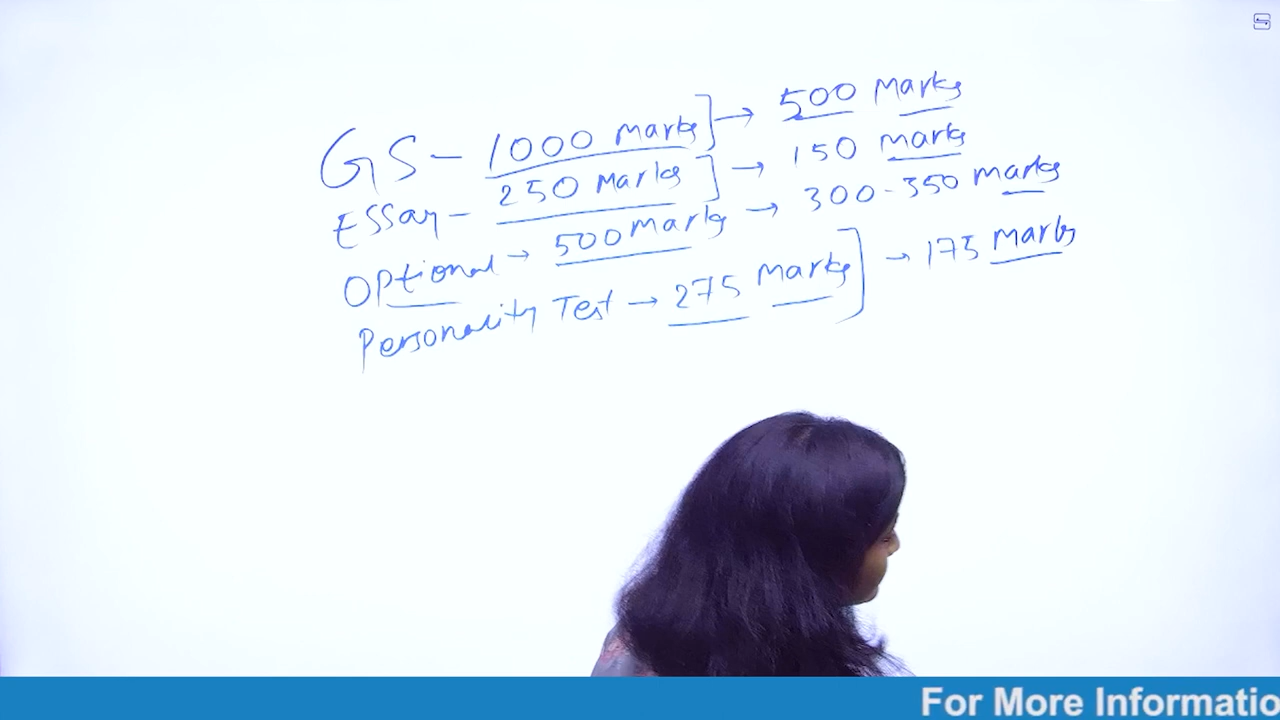 GS - 1000 Marks] → 500 Marks
Essay - 250 Marks] → 150 Marks
Optional → 500 Marks → 300-350 Marks
Personality Test → 275 Marks] → 175 Marks
For More Informatio